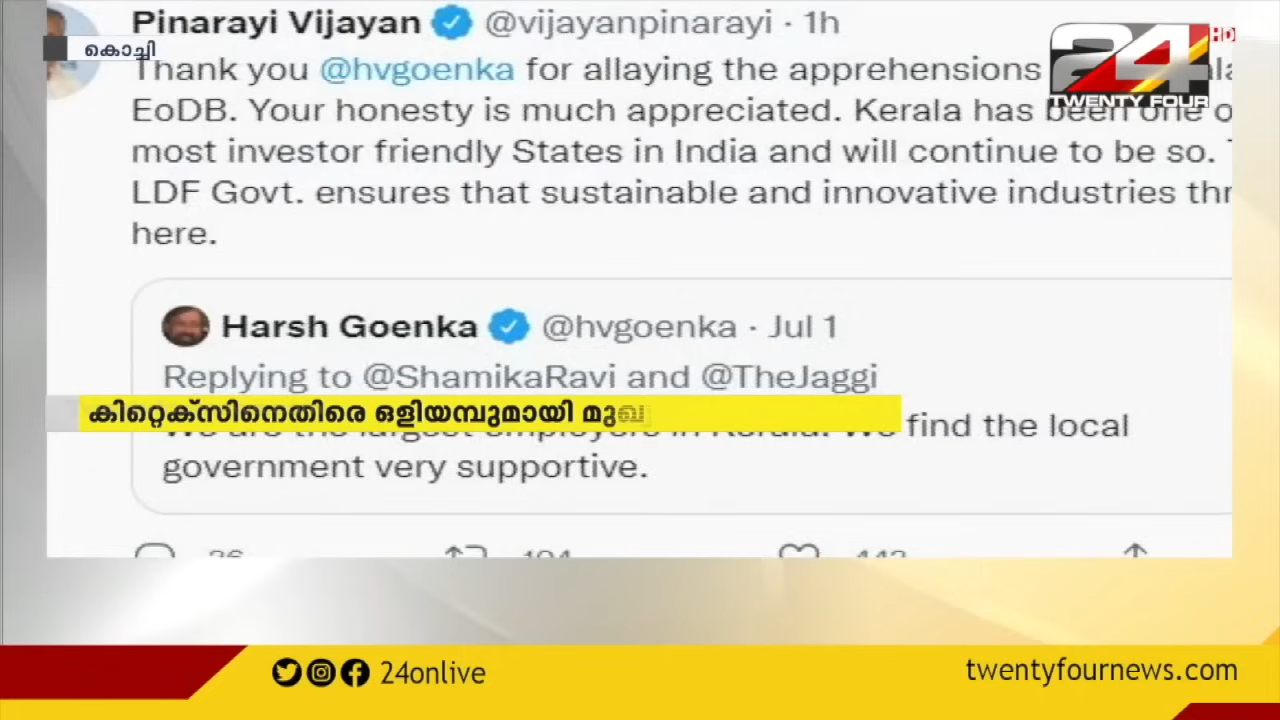 Pinarayi Vijayan @vijayanpinarayi · 1h
കൊച്ചി
24 HD
TWENTY FOUR
Thank you @hvgoenka for allaying the apprehensions
EoDB. Your honesty is much appreciated. Kerala has been one
most investor friendly States in India and will continue to be so.
LDF Govt. ensures that sustainable and innovative industries
here.
Harsh Goenka @hvgoenka · Jul 1
Replying to @ShamikaRavi and @TheJaggi
കിറ്റെക്സിനെതിരെ ഒളിയമ്പുമായി മുഖ
find the local
government very supportive.
24onlive
twentyfournews.com